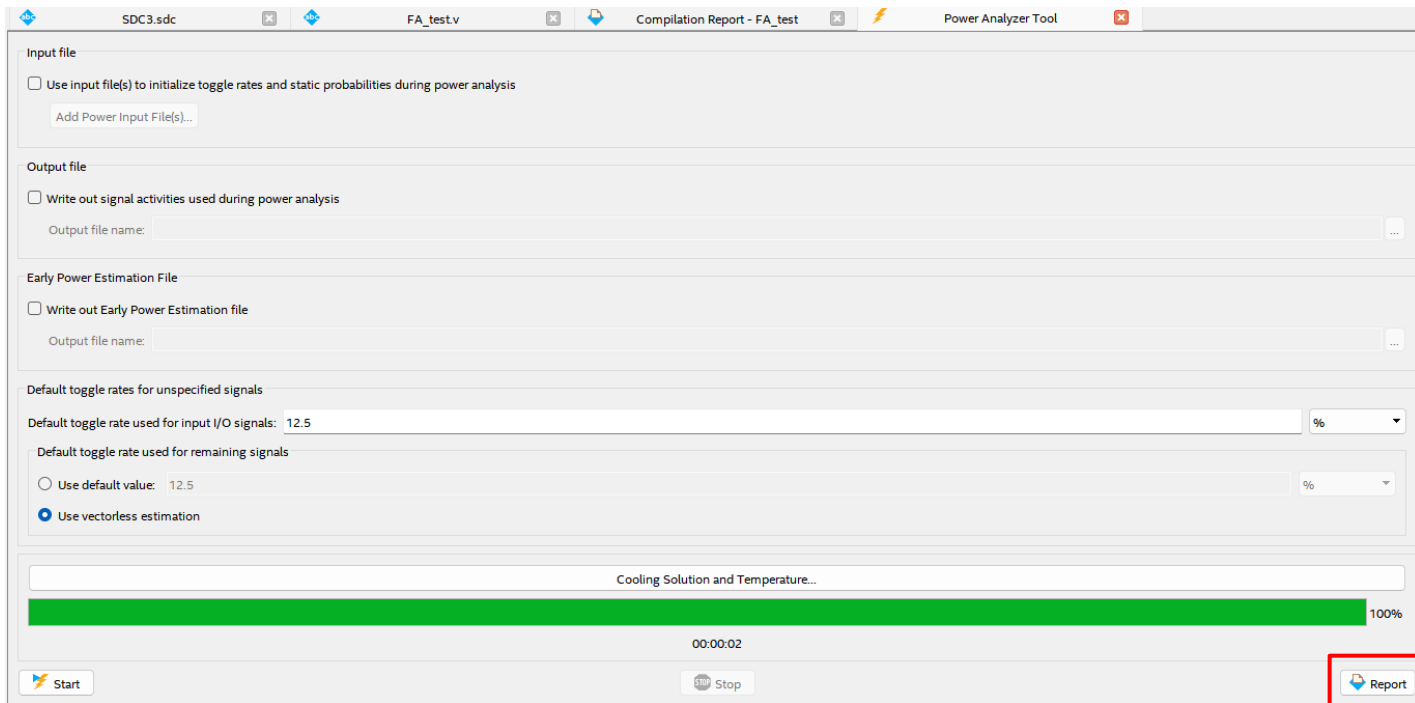 abc SDC3.sdc abc FA_test.v Compilation Report - FA_test Power Analyzer Tool
Input file
Use input file(s) to initialize toggle rates and static probabilities during power analysis
Add Power Input File(s)...
Output file
Write out signal activities used during power analysis
Output file name: ...
Early Power Estimation File
Write out Early Power Estimation file
Output file name: ...
Default toggle rates for unspecified signals
Default toggle rate used for input I/O signals: 12.5 %
Default toggle rate used for remaining signals
Use default value: 12.5 %
Use vectorless estimation
Cooling Solution and Temperature...
100%
00:00:02
Start STOP Stop Report